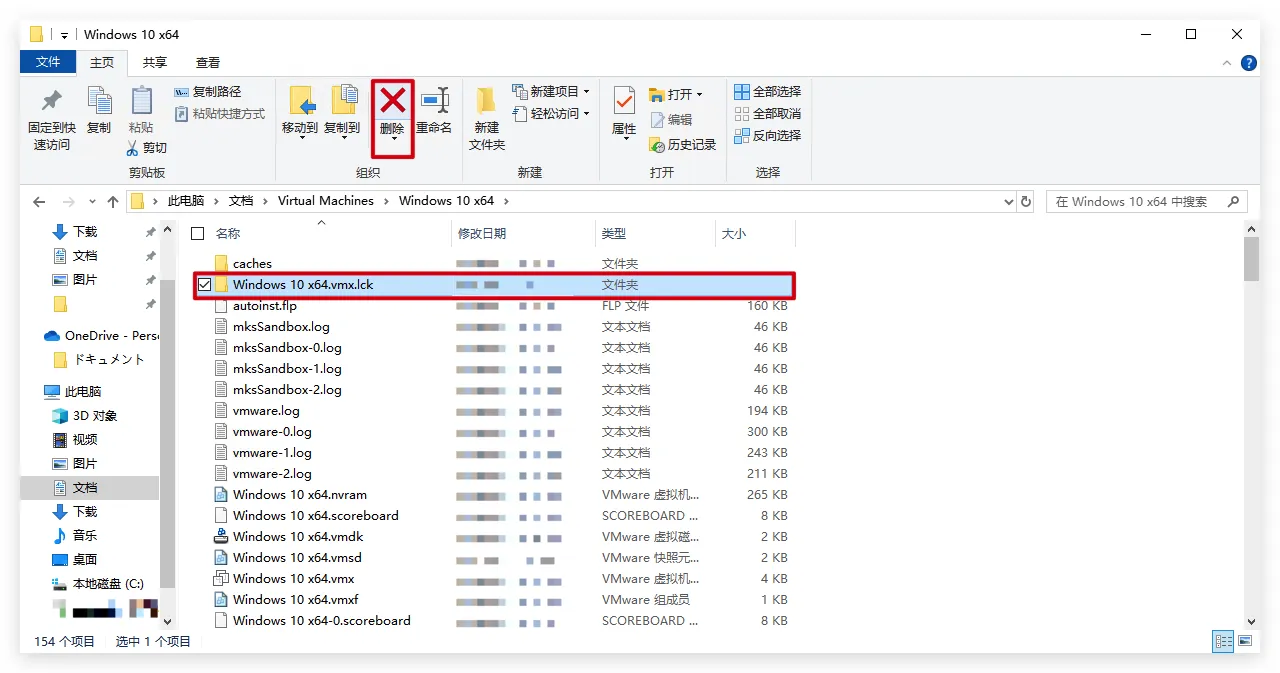 Windows 10 x64
文件 主页 共享 查看
固定到快速访问
复制
粘贴
复制路径
粘贴快捷方式
剪切
剪贴板
移动到
复制到
删除
重命名
组织
新建文件夹
新建项目
轻松访问
新建
属性
打开
编辑
历史记录
打开
全部选择
全部取消
反向选择
选择
此电脑 文档 Virtual Machines Windows 10 x64
在 Windows 10 x64 中搜索
下载
文档
图片
OneDrive - Perso
ドキュメント
此电脑
3D 对象
视频
图片
文档
下载
音乐
桌面
本地磁盘 (C:)
名称 修改日期 类型 大小
caches 文件夹
Windows 10 x64.vmx.lck 文件夹
autoinst.flp FLP 文件 160 KB
mksSandbox.log 文本文档 46 KB
mksSandbox-0.log 文本文档 46 KB
mksSandbox-1.log 文本文档 46 KB
mksSandbox-2.log 文本文档 46 KB
vmware.log 文本文档 194 KB
vmware-0.log 文本文档 300 KB
vmware-1.log 文本文档 243 KB
vmware-2.log 文本文档 211 KB
Windows 10 x64.nvram VMware 虚拟机... 265 KB
Windows 10 x64.scoreboard SCOREBOARD ... 8 KB
Windows 10 x64.vmdk VMware 虚拟磁... 2 KB
Windows 10 x64.vmsd VMware 快照元... 2 KB
Windows 10 x64.vmx VMware 虚拟机... 4 KB
Windows 10 x64.vmxf VMware 组成员 1 KB
Windows 10 x64-0.scoreboard SCOREBOARD ... 8 KB
154 个项目 选中 1 个项目